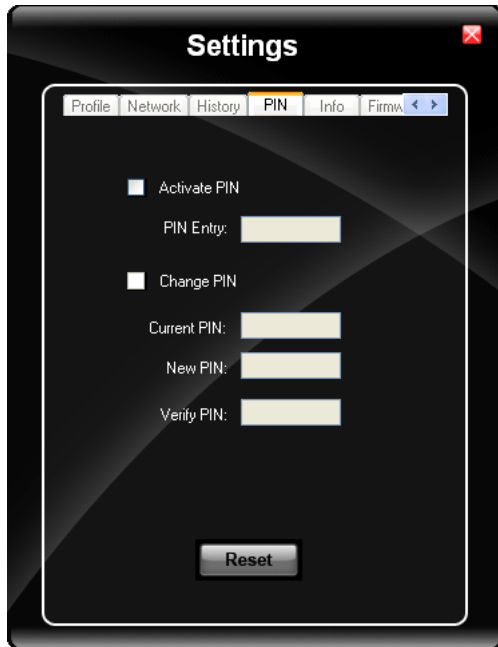 Settings
Profile Network History PIN Info Firmw
Activate PIN
PIN Entry:
Change PIN
Current PIN:
New PIN:
Verify PIN:
Reset